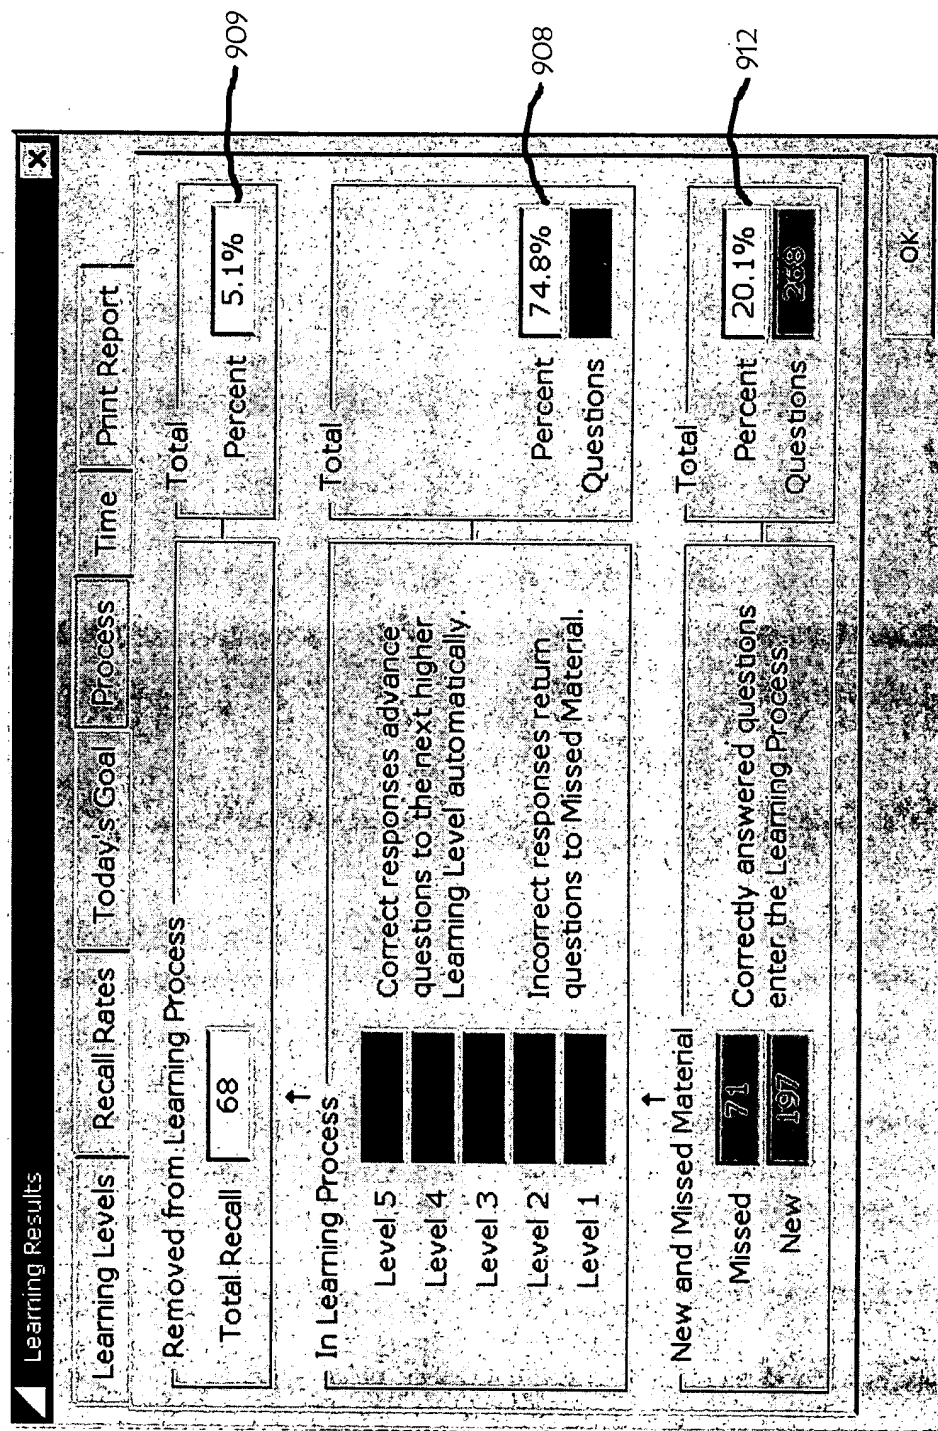 Learning Results
Learning Levels
Recall Rates
Today's Goal
Process
Time
Print Report
Removed from Learning Process
Total Recall
68
Total
Percent
5.1%
909
In Learning Process
Level 5
Level 4
Level 3
Level 2
Level 1
Correct responses advance
questions to the next higher
Learning Level automatically.
Incorrect responses return
questions to Missed Material.
Total
Percent
74.8%
Questions
908
New and Missed Material
Missed
71
New
197
Correctly answered questions
enter the Learning Process.
Total
Percent
20.1%
Questions
268
912
OK